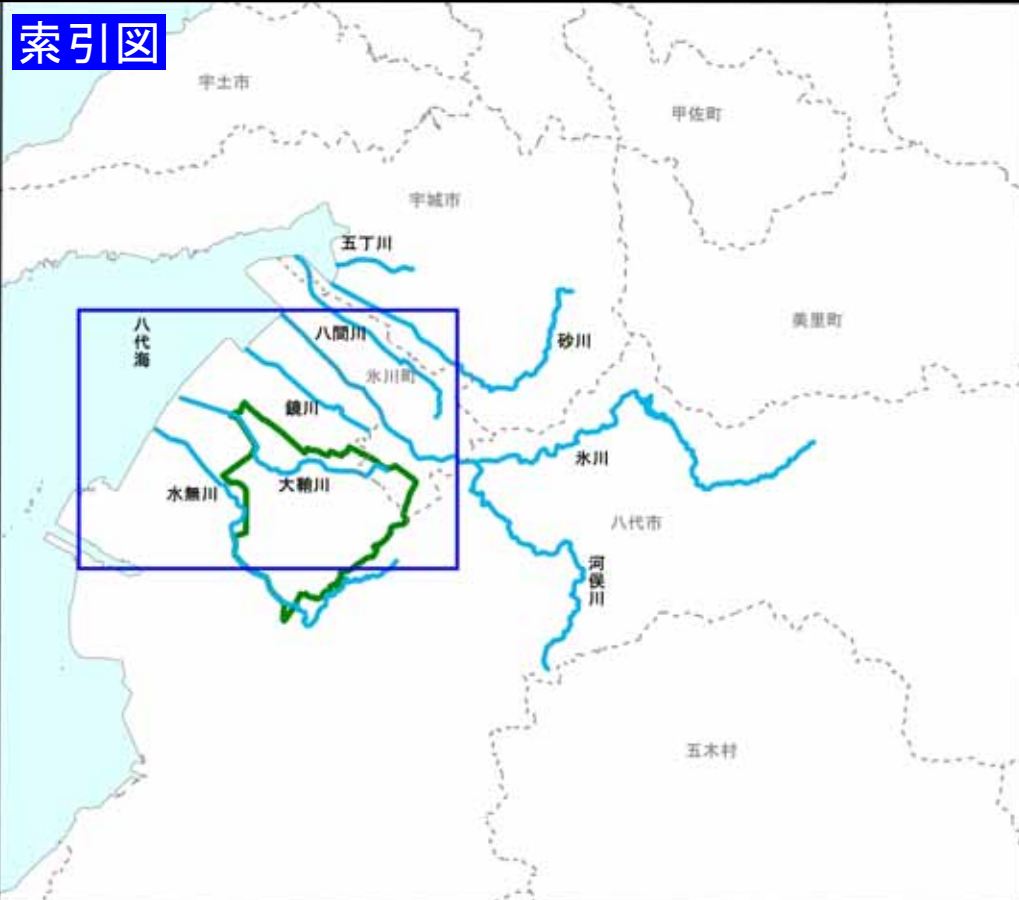 索引図
宇土市
甲佐町
宇城市
五丁川
美里町
八代海
八間川
砂川
氷川町
鏡川
氷川
大鞘川
水無川
八代市
河俣川
五木村